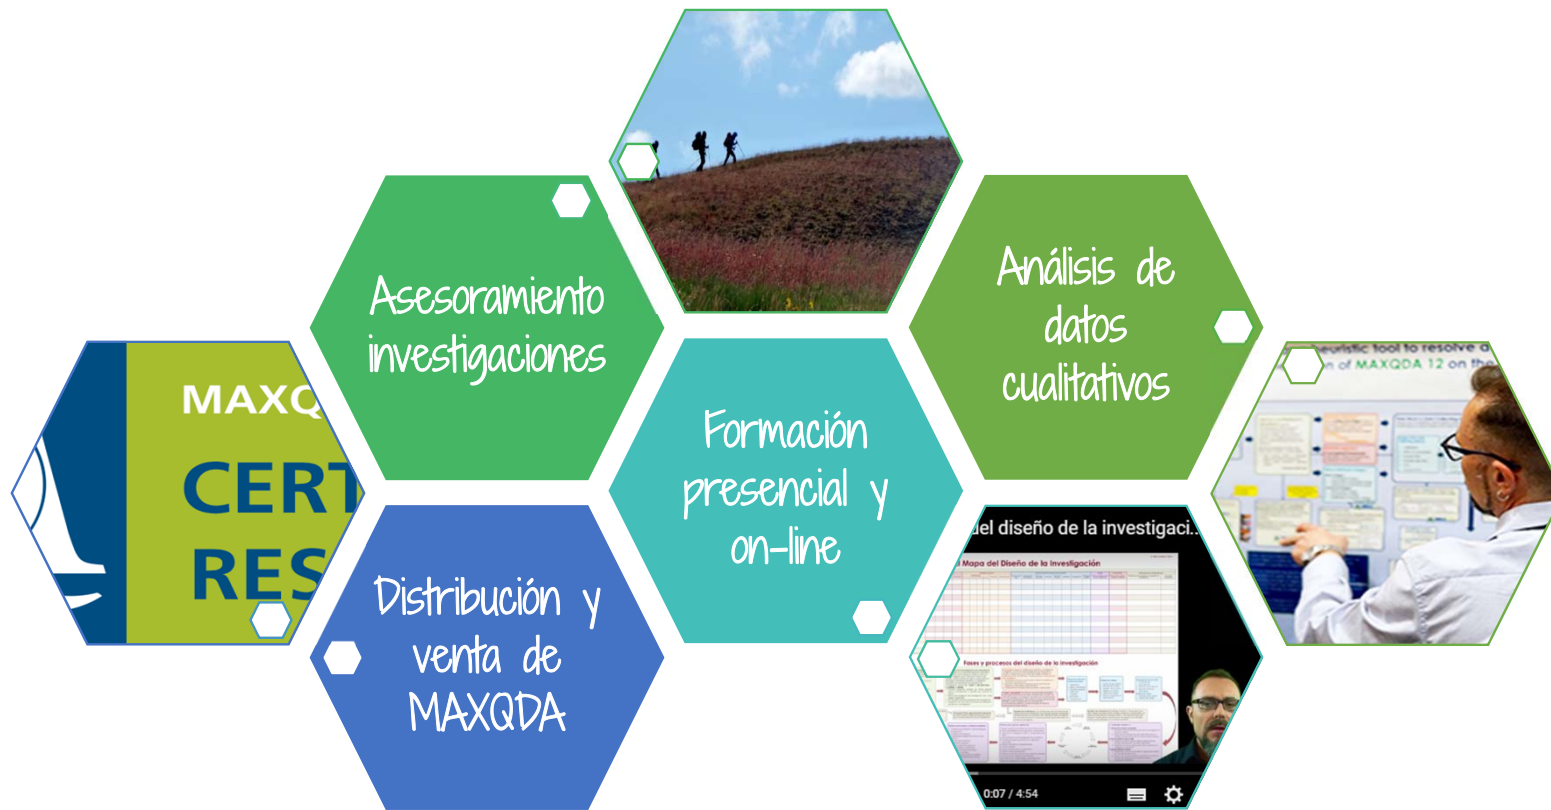 Asesoramiento
investigaciones
Análisis de
datos
cualitativos
euristic tool to resolve a
n of MAXQDA 12 on the
MAXQ
CERT
RES
Formación
presencial y
on-line
Distribución y
venta de
MAXQDA
del diseño de la investigaci...
Mapa del Diseño de la Investigación
Fases y procesos del diseño de la investigación
0:07 / 4:54